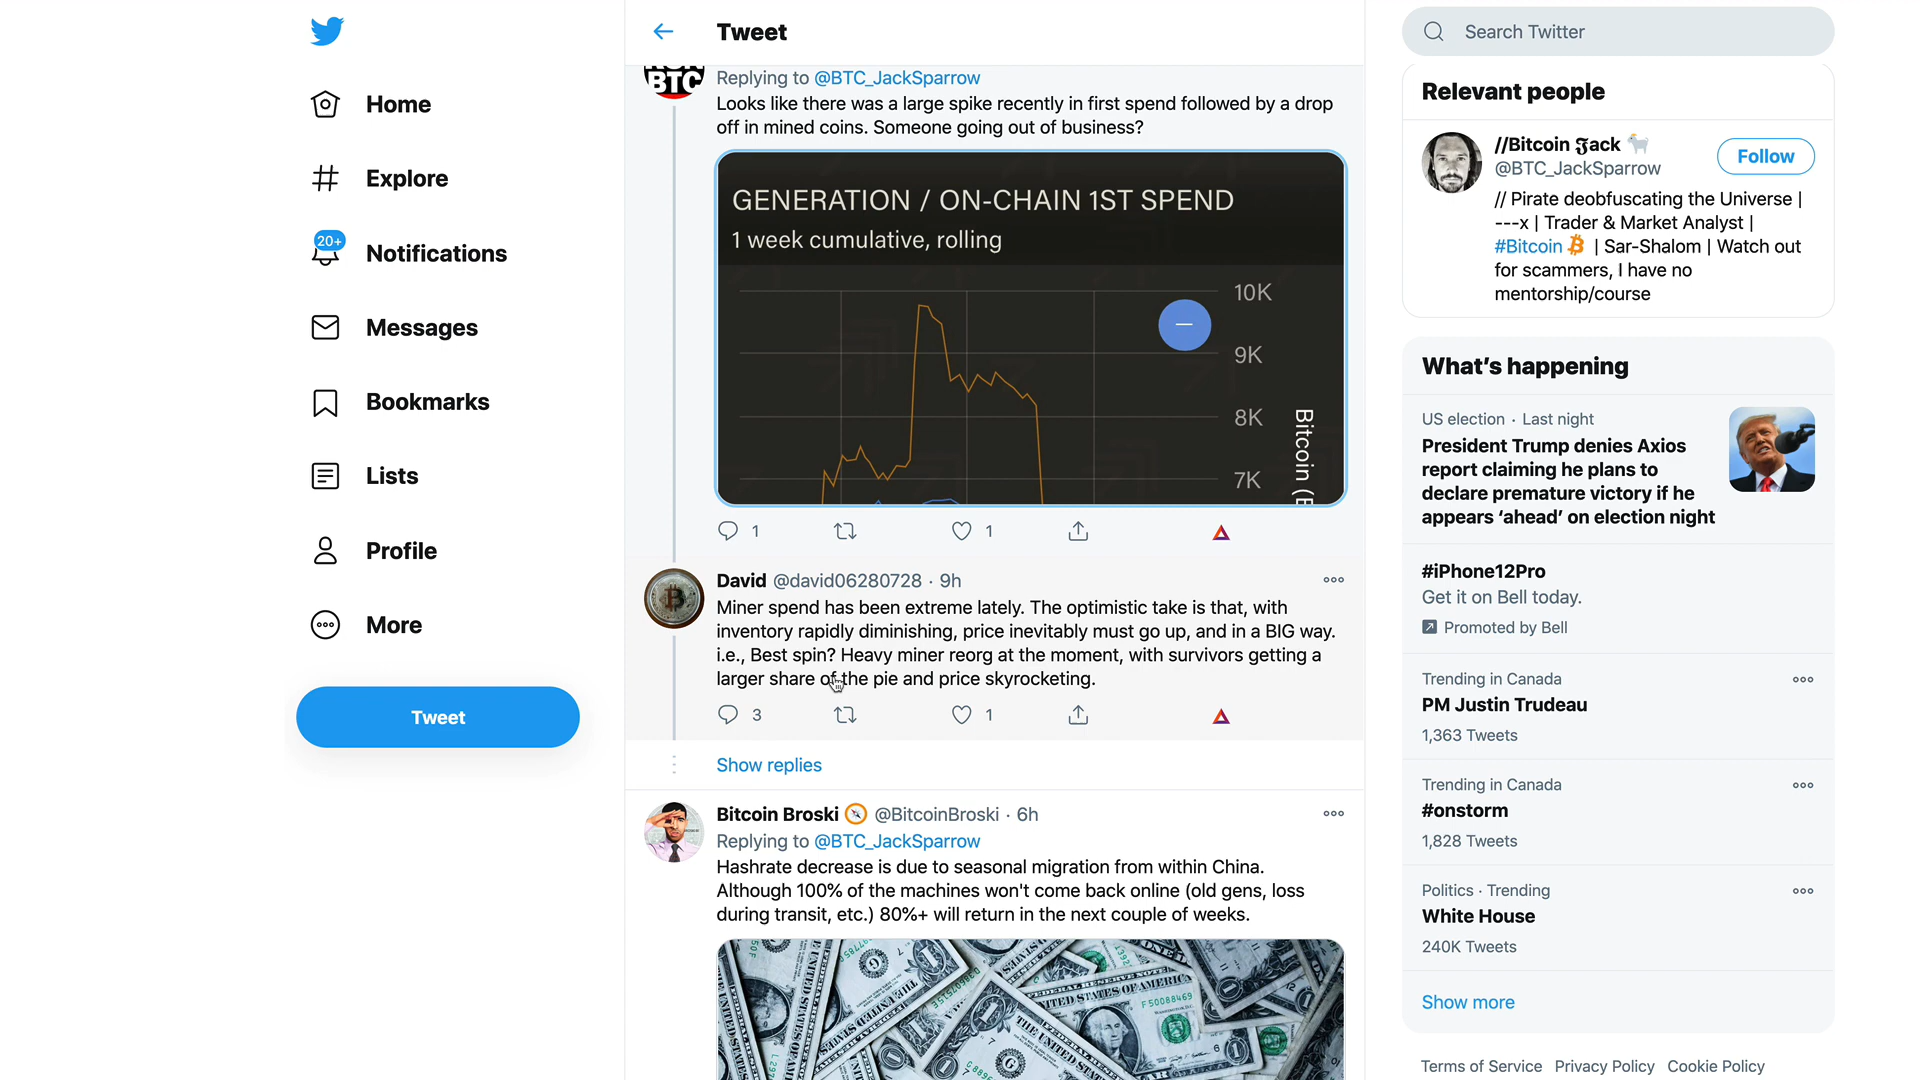 Tweet
Search Twitter
Home
Explore
20+
Notifications
Messages
Bookmarks
Lists
Profile
More
Tweet
BTC
Replying to @BTC_JackSparrow
Looks like there was a large spike recently in first spend followed by a drop
off in mined coins. Someone going out of business?
GENERATION / ON-CHAIN 1ST SPEND
1 week cumulative, rolling
10K
9K
8K
7K
Bitcoin
1
1
David @david06280728 · 9h
Miner spend has been extreme lately. The optimistic take is that, with
inventory rapidly diminishing, price inevitably must go up, and in a BIG way.
i.e., Best spin? Heavy miner reorg at the moment, with survivors getting a
larger share of the pie and price skyrocketing.
3
1
Show replies
Bitcoin Broski @BitcoinBroski · 6h
Replying to @BTC_JackSparrow
Hashrate decrease is due to seasonal migration from within China.
Although 100% of the machines won't come back online (old gens, loss
during transit, etc.) 80%+ will return in the next couple of weeks.
THE UNITED STATES OF AMERICA
F50088469
Relevant people
//Bitcoin 𝕵ack
@BTC_JackSparrow
Follow
// Pirate deobfuscating the Universe |
---x | Trader & Market Analyst |
#Bitcoin | Sar-Shalom | Watch out
for scammers, I have no
mentorship/course
What's happening
US election · Last night
President Trump denies Axios
report claiming he plans to
declare premature victory if he
appears ‘ahead’ on election night
#iPhone12Pro
Get it on Bell today.
Promoted by Bell
Trending in Canada
PM Justin Trudeau
1,363 Tweets
Trending in Canada
#onstorm
1,828 Tweets
Politics · Trending
White House
240K Tweets
Show more
Terms of Service Privacy Policy Cookie Policy